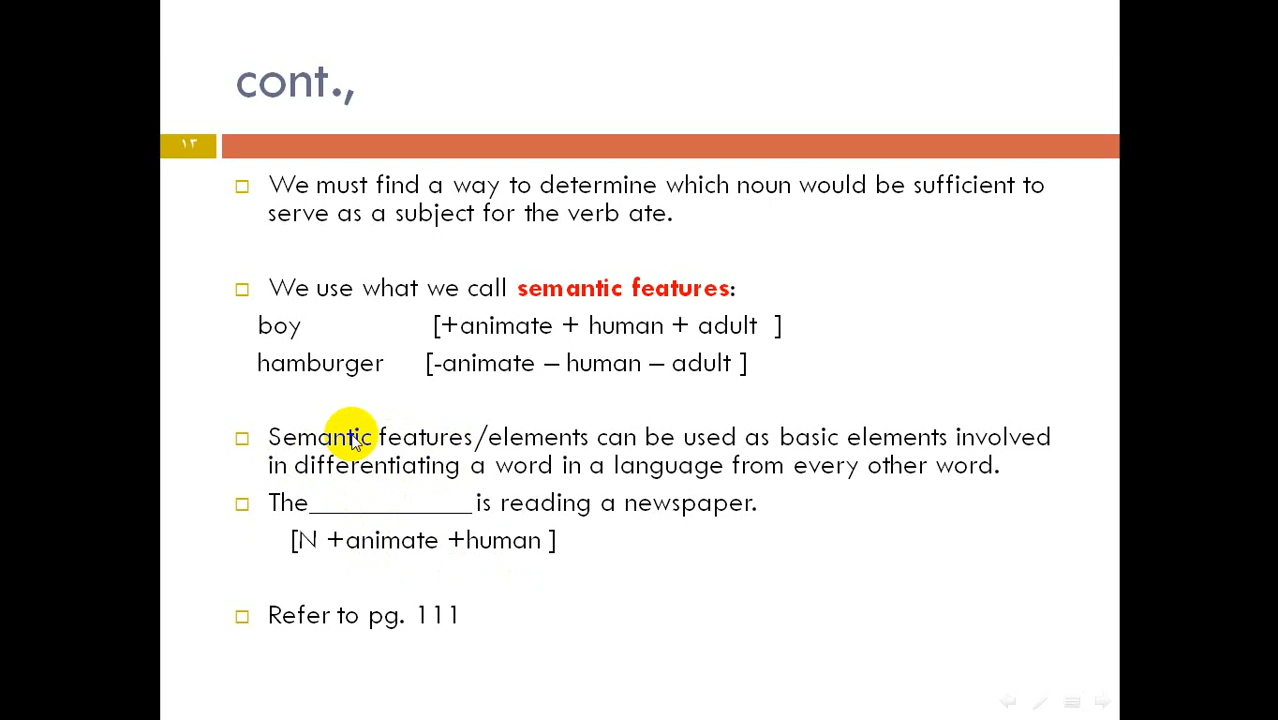 cont.,
١٣
We must find a way to determine which noun would be sufficient to
serve as a subject for the verb ate.
We use what we call semantic features:
boy [+animate + human + adult ]
hamburger [-animate – human – adult ]
Semantic features/elements can be used as basic elements involved
in differentiating a word in a language from every other word.
The____________is reading a newspaper.
[N +animate +human ]
Refer to pg. 111